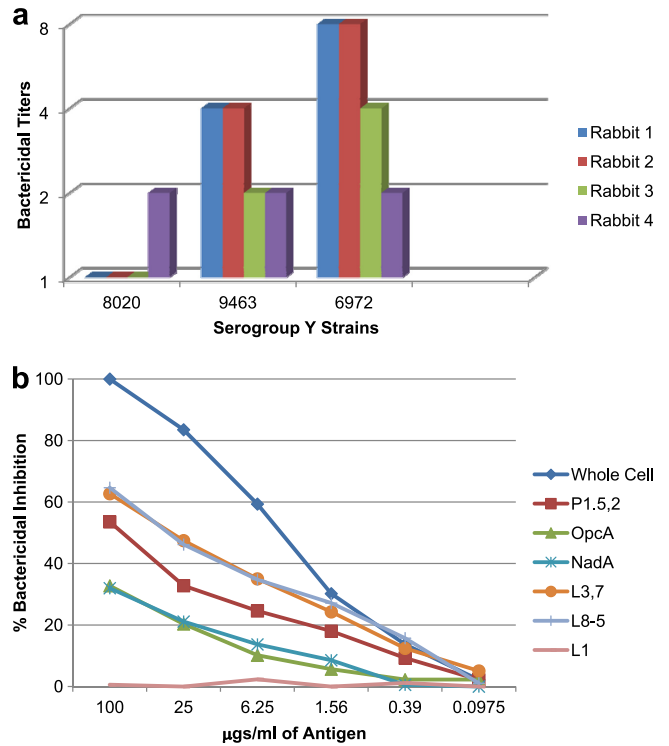 a
8
4
2
1
Bactericidal Titers
8020 9463 6972
Serogroup Y Strains
Rabbit 1
Rabbit 2
Rabbit 3
Rabbit 4
b
100
80
60
40
20
0
% Bactericidal Inhibition
100 25 6.25 1.56 0.39 0.0975
µgs/ml of Antigen
Whole Cell
P1.5,2
OpcA
NadA
L3,7
L8-5
L1